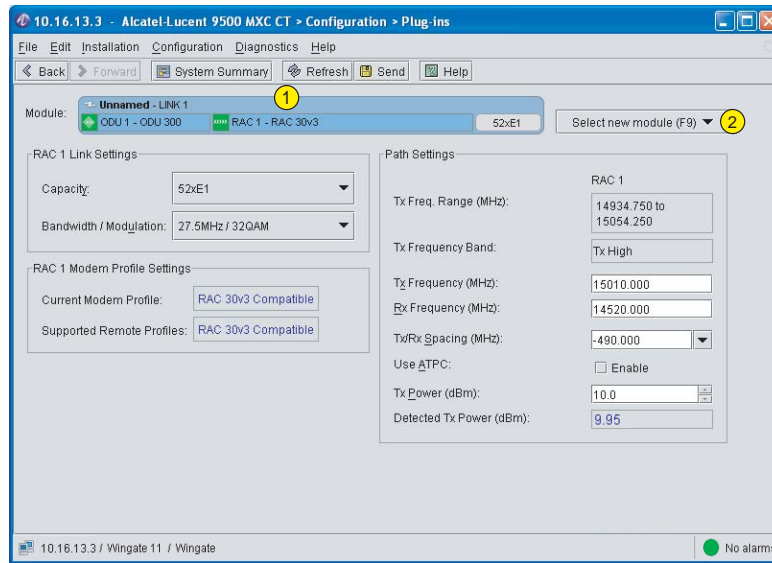 10.16.13.3 - Alcatel-Lucent 9500 MXC CT > Configuration > Plug-ins
File Edit Installation Configuration Diagnostics Help
Back Forward System Summary Refresh Send Help
1
Module:
Unnamed - LINK 1
ODU 1 - ODU 300 RAC 1 - RAC 30v3 52xE1
Select new module (F9) 2
RAC 1 Link Settings
Capacity: 52xE1
Bandwidth / Modulation: 27.5MHz / 32QAM
RAC 1 Modem Profile Settings
Current Modem Profile: RAC 30v3 Compatible
Supported Remote Profiles: RAC 30v3 Compatible
Path Settings
RAC 1
Tx Freq. Range (MHz): 14934.750 to
15054.250
Tx Frequency Band: Tx High
Tx Frequency (MHz): 15010.000
Rx Frequency (MHz): 14520.000
Tx/Rx Spacing (MHz): -490.000
Use ATPC: Enable
Tx Power (dBm): 10.0
Detected Tx Power (dBm): 9.95
10.16.13.3 / Wingate 11 / Wingate
No alarms